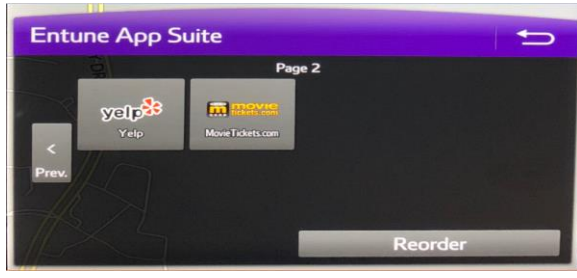 Entune App Suite
Page 2
yelp
Yelp
m movie
tickets.com
MovieTickets.com
<
Prev.
Reorder